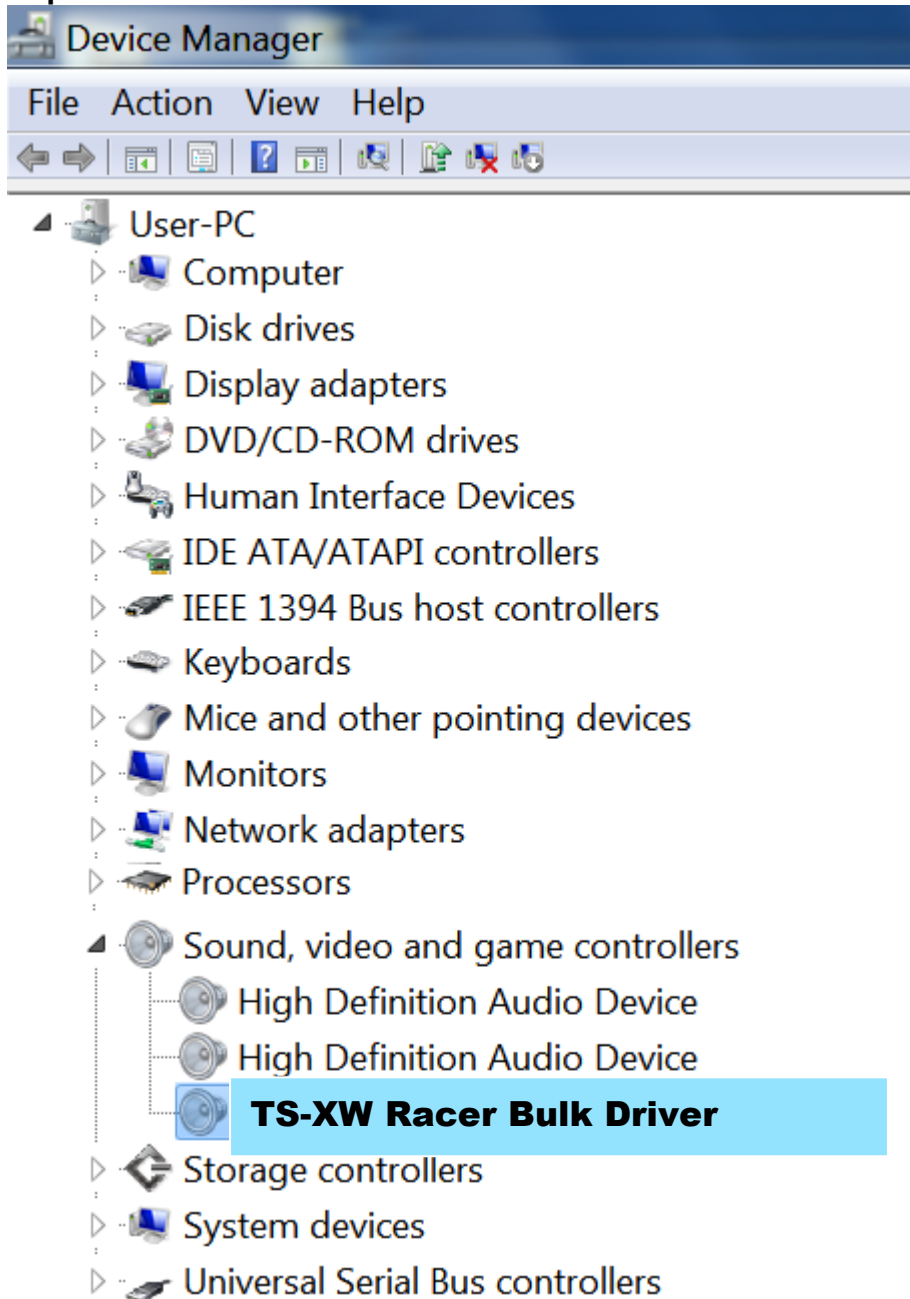 Device Manager
File Action View Help
User-PC
Computer
Disk drives
Display adapters
DVD/CD-ROM drives
Human Interface Devices
IDE ATA/ATAPI controllers
IEEE 1394 Bus host controllers
Keyboards
Mice and other pointing devices
Monitors
Network adapters
Processors
Sound, video and game controllers
High Definition Audio Device
High Definition Audio Device
TS-XW Racer Bulk Driver
Storage controllers
System devices
Universal Serial Bus controllers